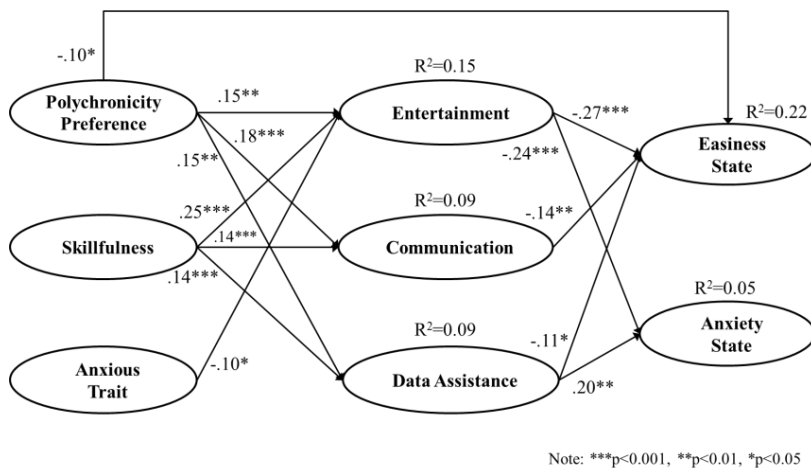 -.10*
R²=0.15
Polychronicity
Preference
.15**
Entertainment
-.27***
R²=0.22
.18***
-.24***
Easiness
State
.15**
.25***
R²=0.09
-.14**
Skillfulness
.14***
Communication
.14***
R²=0.09
R²=0.05
-.11*
Anxiety
State
Anxious
Trait
-.10*
Data Assistance
.20**
Note: ***p<0.001, **p<0.01, *p<0.05